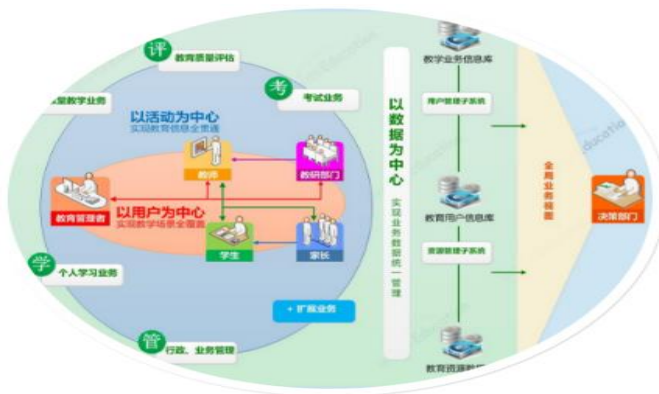 评
教育质量评估
考
考试业务
堂教学业务
以活动为中心
实现教育信息全贯通
教师
教研部门
教育管理者
以用户为中心
实现教学场景全覆盖
学生
家长
学
个人学习业务
+ 扩展业务
管
行政、业务管理
以数据为中心
实现业务数据统一管理
教学业务信息库
用户管理子系统
教育用户信息库
资源管理子系统
教育资源数
全局业务视图
决策部门